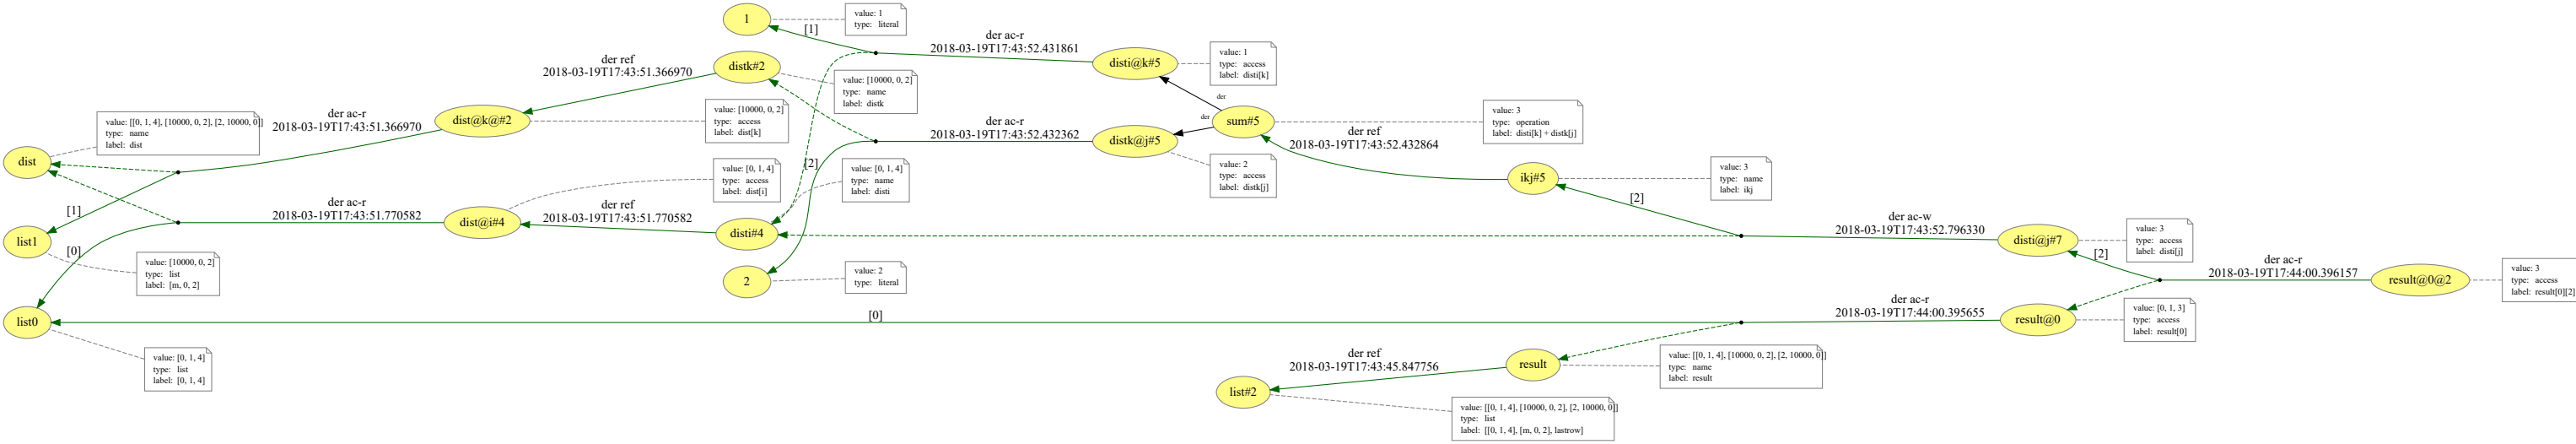 1
value: 1
type: literal
[1]
der ac-r
2018-03-19T17:43:52.431861
disti@k#5
value: 1
type: access
label: disti[k]
der ref
2018-03-19T17:43:51.366970
distk#2
value: [10000, 0, 2]
type: name
label: distk
der
value: [[0, 1, 4], [10000, 0, 2], [2, 10000, 0]]
type: name
label: dist
der ac-r
2018-03-19T17:43:51.366970
dist@k@#2
value: [10000, 0, 2]
type: access
label: dist[k]
der ac-r
2018-03-19T17:43:52.432362
distk@j#5
der
sum#5
value: 3
type: operation
label: disti[k] + distk[j]
der ref
2018-03-19T17:43:52.432864
dist
value: [0, 1, 4]
type: access
label: dist[i]
[2]
value: [0, 1, 4]
type: name
label: disti
value: 2
type: access
label: distk[j]
ikj#5
value: 3
type: name
label: ikj
[2]
[1]
der ac-r
2018-03-19T17:43:51.770582
dist@i#4
der ref
2018-03-19T17:43:51.770582
disti#4
der ac-w
2018-03-19T17:43:52.796330
disti@j#7
value: 3
type: access
label: disti[j]
list1
[0]
value: [10000, 0, 2]
type: list
label: [m, 0, 2]
2
value: 2
type: literal
[2]
der ac-r
2018-03-19T17:44:00.396157
result@0@2
value: 3
type: access
label: result[0][2]
list0
[0]
der ac-r
2018-03-19T17:44:00.395655
result@0
value: [0, 1, 3]
type: access
label: result[0]
value: [0, 1, 4]
type: list
label: [0, 1, 4]
der ref
2018-03-19T17:43:45.847756
result
value: [[0, 1, 4], [10000, 0, 2], [2, 10000, 0]]
type: name
label: result
list#2
value: [[0, 1, 4], [10000, 0, 2], [2, 10000, 0]]
type: list
label: [[0, 1, 4], [m, 0, 2], lastrow]